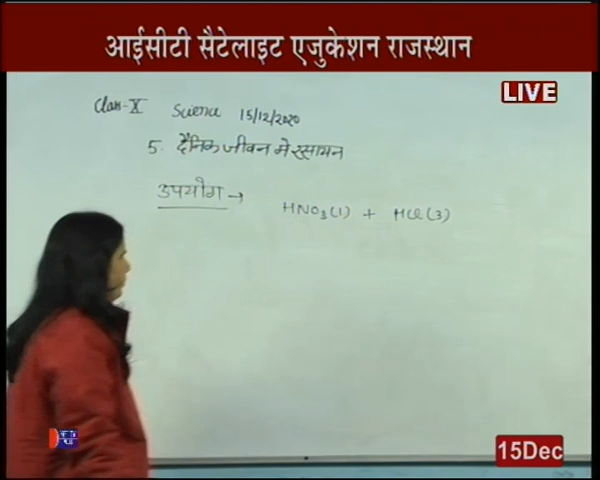 आईसीटी सैटेलाइट एजुकेशन राजस्थान
LIVE
Class-X Science 15/12/2020
5. दैनिक जीवन मे रसायन
उपयोग →
HNO₃(1) + HCl(3)
15Dec